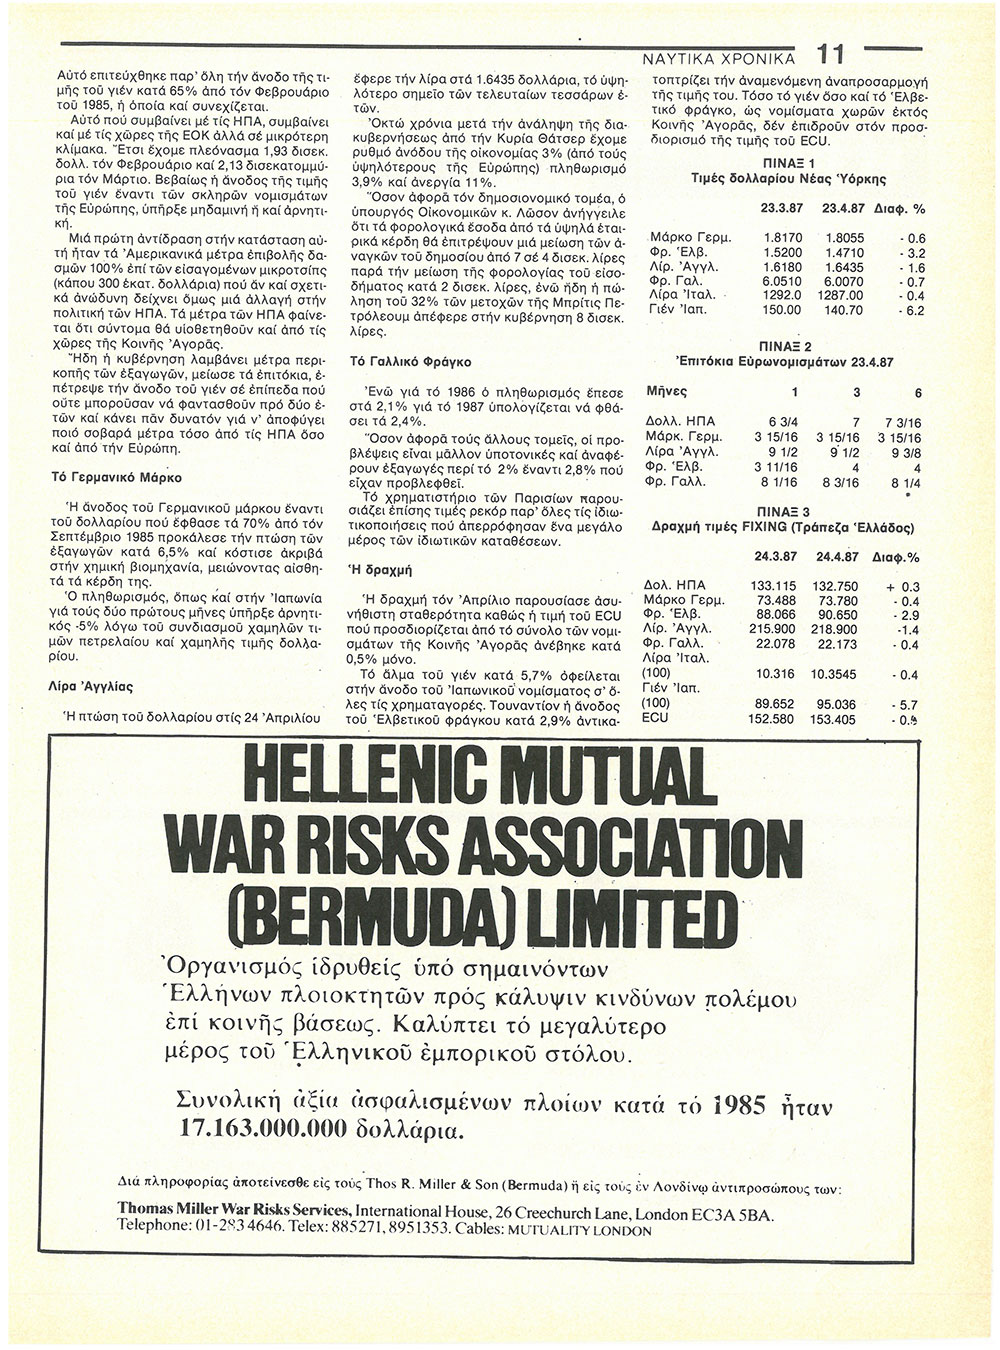 ΝΑΥΤΙΚΑ ΧΡΟΝΙΚΑ 11
Αὐτό επιτεύχθηκε παρ' ὅλη τήν ἄνοδο τῆς τι-
μῆς τοῦ γιέν κατά 65% ἀπό τόν Φεβρουάριο
τοῦ 1985, ἡ ὁποία καί συνεχίζεται.
Αὐτό πού συμβαίνει μέ τίς ΗΠΑ, συμβαίνει
καί μέ τίς χῶρες τῆς ΕΟΚ ἀλλά σέ μικρότερη
κλίμακα. Ἔτσι ἔχομε πλεόνασμα 1,93 δισεκ.
δολλ. τόν Φεβρουάριο καί 2,13 δισεκατομμύ-
ρια τόν Μάρτιο. Βεβαίως ἡ ἄνοδος τῆς τιμῆς
τοῦ γιέν ἔναντι τῶν σκληρῶν νομισμάτων
τῆς Εὐρώπης, ὑπῆρξε μηδαμινή ἤ καί ἀρνητι-
κή.
Μιά πρώτη ἀντίδραση στήν κατάσταση αὐ-
τή ἦταν τά Ἀμερικανικά μέτρα ἐπιβολῆς δα-
σμῶν 100% ἐπί τῶν εἰσαγομένων μικροτσίπς
(κάπου 300 ἑκατ. δολλάρια) πού ἄν καί σχετι-
κά ἀνώδυνη δείχνει ὅμως μιά ἀλλαγή στήν
πολιτική τῶν ΗΠΑ. Τά μέτρα τῶν ΗΠΑ φαίνε-
ται ὅτι σύντομα θά υἱοθετηθοῦν καί ἀπό τίς
χῶρες τῆς Κοινῆς Ἀγορᾶς.
Ἤδη ἡ κυβέρνηση λαμβάνει μέτρα περι-
κοπῆς τῶν ἐξαγωγῶν, μείωσε τά ἐπιτόκια, ἐ-
πέτρεψε τήν ἄνοδο τοῦ γιέν σέ ἐπίπεδα πού
οὔτε μποροῦσαν νά φαντασθοῦν πρό δύο ἐ-
τῶν καί κάνει πᾶν δυνατόν γιά ν' ἀποφύγει
ποιό σοβαρά μέτρα τόσο ἀπό τίς ΗΠΑ ὅσο
καί ἀπό τήν Εὐρώπη.
Τό Γερμανικό Μάρκο
Ἡ ἄνοδος τοῦ Γερμανικοῦ μάρκου ἔναντι
τοῦ δολλαρίου πού ἔφθασε τά 70% ἀπό τόν
Σεπτέμβριο 1985 προκάλεσε τήν πτώση τῶν
ἐξαγωγῶν κατά 6,5% καί κόστισε ἀκριβά
στήν χημική βιομηχανία, μειώνοντας αἰσθη-
τά τά κέρδη της.
Ὁ πληθωρισμός, ὅπως καί στήν Ἰαπωνία
γιά τούς δύο πρώτους μῆνες ὑπῆρξε ἀρνητι-
κός -5% λόγω τοῦ συνδιασμοῦ χαμηλῶν τι-
μῶν πετρελαίου καί χαμηλῆς τιμῆς δολλα-
ρίου.
Λίρα Ἀγγλίας
Ἡ πτώση τοῦ δολλαρίου στίς 24 Ἀπριλίου
έφερε τήν λίρα στά 1.6435 δολλάρια, τό ὑψη-
λότερο σημεῖο τῶν τελευταίων τεσσάρων ἐ-
τῶν.
Ὀκτώ χρόνια μετά τήν ἀνάληψη τῆς δια-
κυβερνήσεως ἀπό τήν Κυρία Θάτσερ ἔχομε
ρυθμό ἀνόδου τῆς οἰκονομίας 3% (ἀπό τούς
ὑψηλότερους τῆς Εὐρώπης) πληθωρισμό
3,9% καί ἀνεργία 11%.
Ὅσον ἀφορᾶ τόν δημοσιονομικό τομέα, ὁ
ὑπουργός Οἰκονομικῶν κ. Λῶσον ἀνήγγειλε
ὅτι τά φορολογικά ἔσοδα ἀπό τά ὑψηλά ἑται-
ρικά κέρδη θά ἐπιτρέψουν μιά μείωση τῶν ἀ-
ναγκῶν τοῦ δημοσίου ἀπό 7 σέ 4 δισεκ. λίρες
παρά τήν μείωση τῆς φορολογίας τοῦ εἰσο-
δήματος κατά 2 δισεκ. λίρες, ἐνῶ ἤδη ἡ πώ-
ληση τοῦ 32% τῶν μετοχῶν τῆς Μπρίτις Πε-
τρόλεουμ ἀπέφερε στήν κυβέρνηση 8 δισεκ.
λίρες.
Τό Γαλλικό Φράγκο
Ἐνῶ γιά τό 1986 ὁ πληθωρισμός ἔπεσε
στά 2,1% γιά τό 1987 ὑπολογίζεται νά φθά-
σει τά 2,4%.
Ὅσον ἀφορᾶ τούς ἄλλους τομεῖς, οἱ προ-
βλέψεις εἶναι μᾶλλον ὑποτονικές καί ἀναφέ-
ρουν ἐξαγωγές περί τό 2% ἔναντι 2,8% πού
εἶχαν προβλεφθεῖ.
Τό χρηματιστήριο τῶν Παρισίων παρου-
σιάζει ἐπίσης τιμές ρεκόρ παρ' ὅλες τίς ἰδιω-
τικοποιήσεις πού ἀπερρόφησαν ἕνα μεγάλο
μέρος τῶν ἰδιωτικῶν καταθέσεων.
Ἡ δραχμή
Ἡ δραχμή τόν Ἀπρίλιο παρουσίασε ἀσυ-
νήθιστη σταθερότητα καθώς ἡ τιμή τοῦ ECU
πού προσδιορίζεται ἀπό τό σύνολο τῶν νομι-
σμάτων τῆς Κοινῆς Ἀγορᾶς ἀνέβηκε κατά
0,5% μόνο.
Τό ἅλμα τοῦ γιέν κατά 5,7% ὀφείλεται
στήν ἄνοδο τοῦ Ἰαπωνικοῦ νομίσματος σ' ὅ-
λες τίς χρηματαγορές. Τουναντίον ἡ ἄνοδος
τοῦ Ἑλβετικοῦ φράγκου κατά 2,9% ἀντικα-
τοπτρίζει τήν ἀναμενόμενη ἀναπροσαρμογή
τῆς τιμῆς του. Τόσο τό γιέν ὅσο καί τό Ἑλβε-
τικό φράγκο, ὡς νομίσματα χωρῶν ἐκτός
Κοινῆς Ἀγορᾶς, δέν ἐπιδροῦν στόν προσ-
διορισμό τῆς τιμῆς τοῦ ECU.
ΠΙΝΑΞ 1
Τιμές δολλαρίου Νέας Ὑόρκης
23.3.87 23.4.87 Διαφ. %
Μάρκο Γερμ. 1.8170 1.8055 - 0.6
Φρ. Ἑλβ. 1.5200 1.4710 - 3.2
Λίρ. Ἀγγλ. 1.6180 1.6435 - 1.6
Φρ. Γαλ. 6.0510 6.0070 - 0.7
Λίρα Ἰταλ. 1292.0 1287.00 - 0.4
Γιέν Ἰαπ. 150.00 140.70 - 6.2
ΠΙΝΑΞ 2
Ἐπιτόκια Εὐρωνομισμάτων 23.4.87
Μῆνες 1 3 6
Δολλ. ΗΠΑ 6 3/4 7 7 3/16
Μάρκ. Γερμ. 3 15/16 3 15/16 3 15/16
Λίρα Ἀγγλ. 9 1/2 9 1/2 9 3/8
Φρ. Ἑλβ. 3 11/16 4 4
Φρ. Γαλλ. 8 1/16 8 3/16 8 1/4
ΠΙΝΑΞ 3
Δραχμή τιμές FIXING (Τράπεζα Ἑλλάδος)
24.3.87 24.4.87 Διαφ.%
Δολ. ΗΠΑ 133.115 132.750 + 0.3
Μάρκο Γερμ. 73.488 73.780 - 0.4
Φρ. Ἑλβ. 88.066 90.650 - 2.9
Λίρ. Ἀγγλ. 215.900 218.900 -1.4
Φρ. Γαλλ. 22.078 22.173 - 0.4
Λίρα Ἰταλ.
(100) 10.316 10.3545 - 0.4
Γιέν Ἰαπ.
(100) 89.652 95.036 - 5.7
ECU 152.580 153.405
HELLENIC MUTUAL
WAR RISKS ASSOCIATION
(BERMUDA) LIMITED
Ὀργανισμός ἱδρυθείς ὑπό σημαινόντων
Ἑλλήνων πλοιοκτητῶν πρός κάλυψιν κινδύνων πολέμου
ἐπί κοινῆς βάσεως. Καλύπτει τό μεγαλύτερο
μέρος τοῦ Ἑλληνικοῦ ἐμπορικοῦ στόλου.
Συνολική ἀξία ἀσφαλισμένων πλοίων κατά τό 1985 ἦταν
17.163.000.000 δολλάρια.
Διά πληροφορίας ἀποτείνεσθε εἰς τούς Thos R. Miller & Son (Bermuda) ἤ εἰς τούς ἐν Λονδίνῳ ἀντιπροσώπους των:
Thomas Miller War Risks Services, International House, 26 Creechurch Lane, London EC3A 5BA.
Telephone: 01-283 4646. Telex: 885271, 8951353. Cables: MUTUALITY LONDON